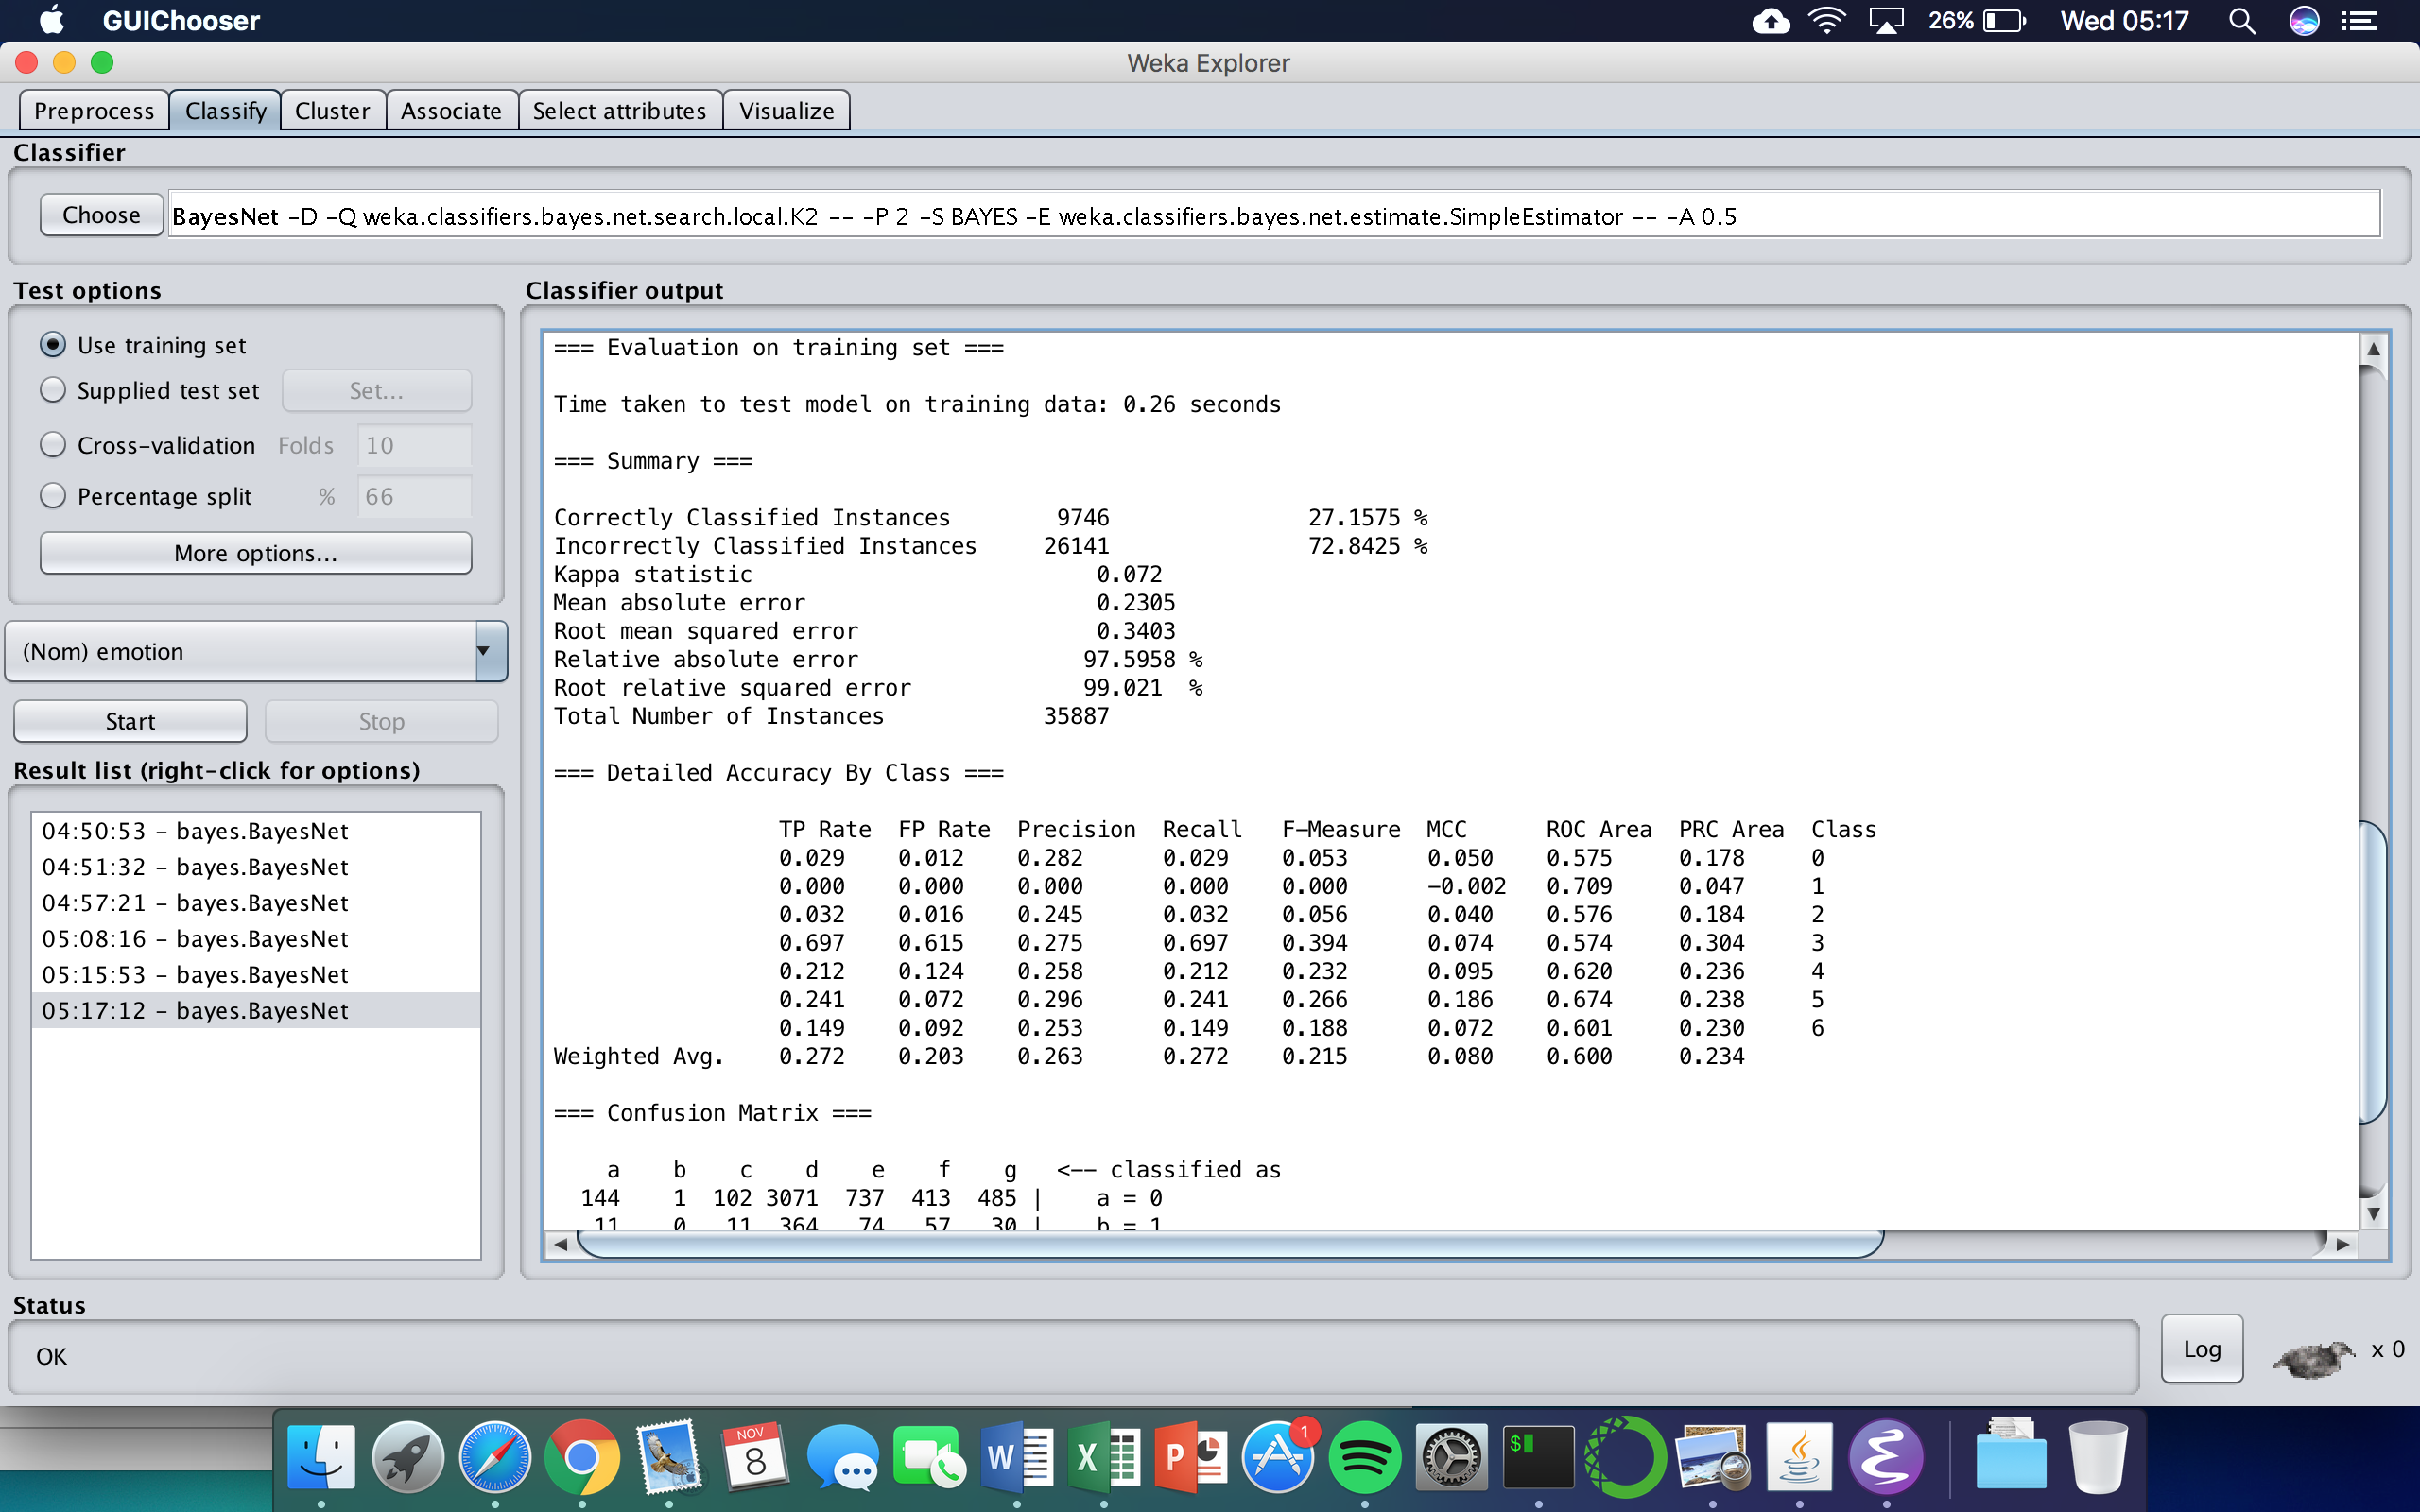 GUIChooser 26% Wed 05:17
Weka Explorer
Preprocess Classify Cluster Associate Select attributes Visualize
Classifier
Choose BayesNet -D -Q weka.classifiers.bayes.net.search.local.K2 -- -P 2 -S BAYES -E weka.classifiers.bayes.net.estimate.SimpleEstimator -- -A 0.5
Test options
Use training set
Supplied test set Set...
Cross-validation Folds 10
Percentage split % 66
More options...
(Nom) emotion
Start Stop
Result list (right-click for options)
04:50:53 - bayes.BayesNet
04:51:32 - bayes.BayesNet
04:57:21 - bayes.BayesNet
05:08:16 - bayes.BayesNet
05:15:53 - bayes.BayesNet
05:17:12 - bayes.BayesNet
Classifier output
=== Evaluation on training set ===
Time taken to test model on training data: 0.26 seconds
=== Summary ===
Correctly Classified Instances 9746 27.1575 %
Incorrectly Classified Instances 26141 72.8425 %
Kappa statistic 0.072
Mean absolute error 0.2305
Root mean squared error 0.3403
Relative absolute error 97.5958 %
Root relative squared error 99.021 %
Total Number of Instances 35887
=== Detailed Accuracy By Class ===
TP Rate FP Rate Precision Recall F-Measure MCC ROC Area PRC Area Class
0.029 0.012 0.282 0.029 0.053 0.050 0.575 0.178 0
0.000 0.000 0.000 0.000 0.000 -0.002 0.709 0.047 1
0.032 0.016 0.245 0.032 0.056 0.040 0.576 0.184 2
0.697 0.615 0.275 0.697 0.394 0.074 0.574 0.304 3
0.212 0.124 0.258 0.212 0.232 0.095 0.620 0.236 4
0.241 0.072 0.296 0.241 0.266 0.186 0.674 0.238 5
0.149 0.092 0.253 0.149 0.188 0.072 0.601 0.230 6
Weighted Avg. 0.272 0.203 0.263 0.272 0.215 0.080 0.600 0.234
=== Confusion Matrix ===
a b c d e f g <-- classified as
144 1 102 3071 737 413 485 | a = 0
11 0 11 364 74 57 30 | b = 1
Status
OK
Log x 0
NOV
8
W X P 1 $